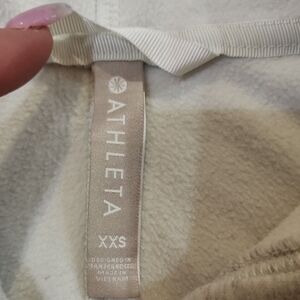 ATHLETA
XXS
DESIGNED IN
SAN FRANCISCO
MADE IN
VIETNAM